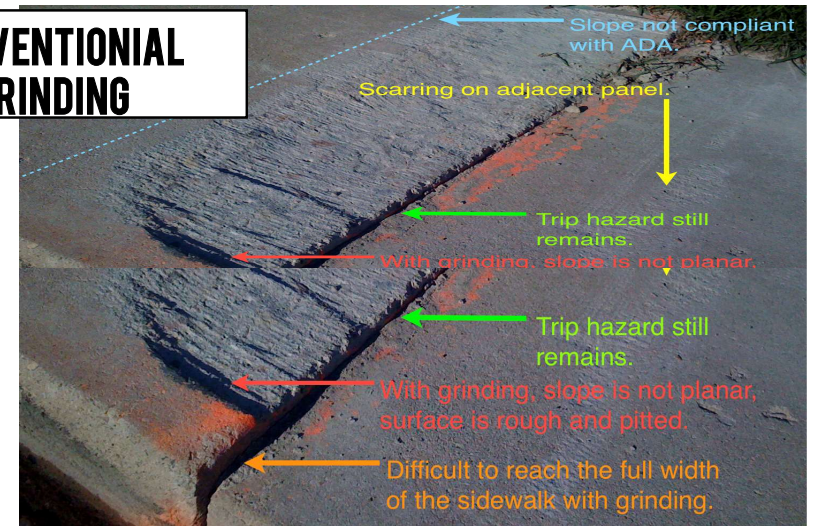 VENTIONIAL
RINDING
Slope not compliant
with ADA.
Scarring on adjacent panel.
Trip hazard still
remains.
With grinding, slope is not planar,
Trip hazard still
remains.
With grinding, slope is not planar,
surface is rough and pitted.
Difficult to reach the full width
of the sidewalk with grinding.